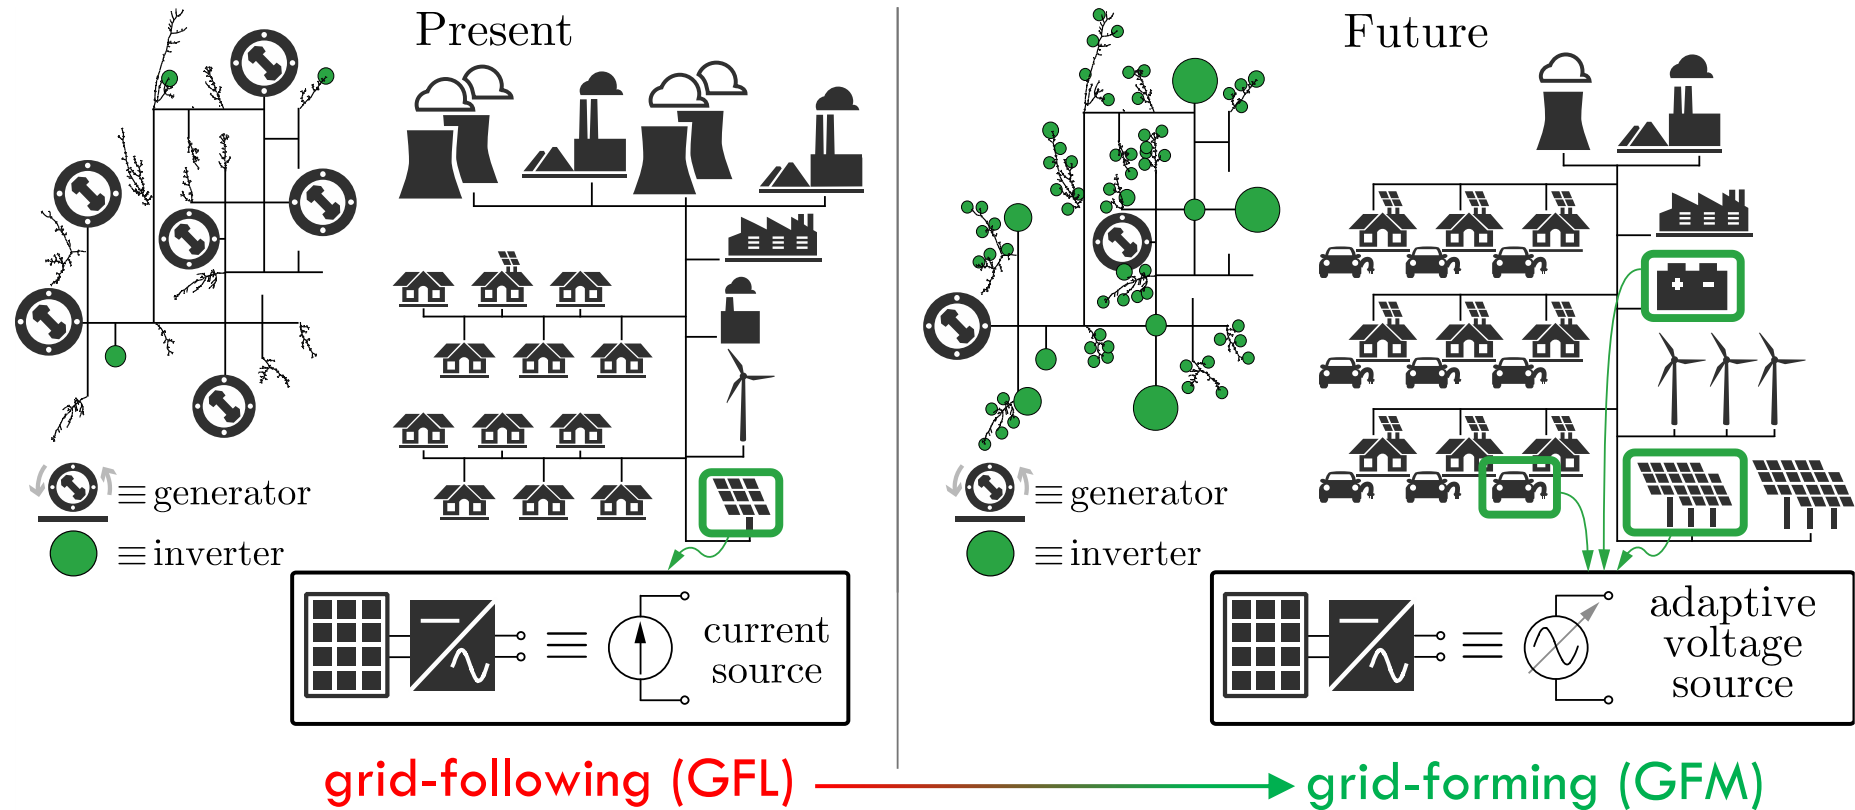 Present
≡ generator
≡ inverter
≡ current
source
grid-following (GFL)
Future
≡ generator
≡ inverter
≡ adaptive
voltage
source
grid-forming (GFM)